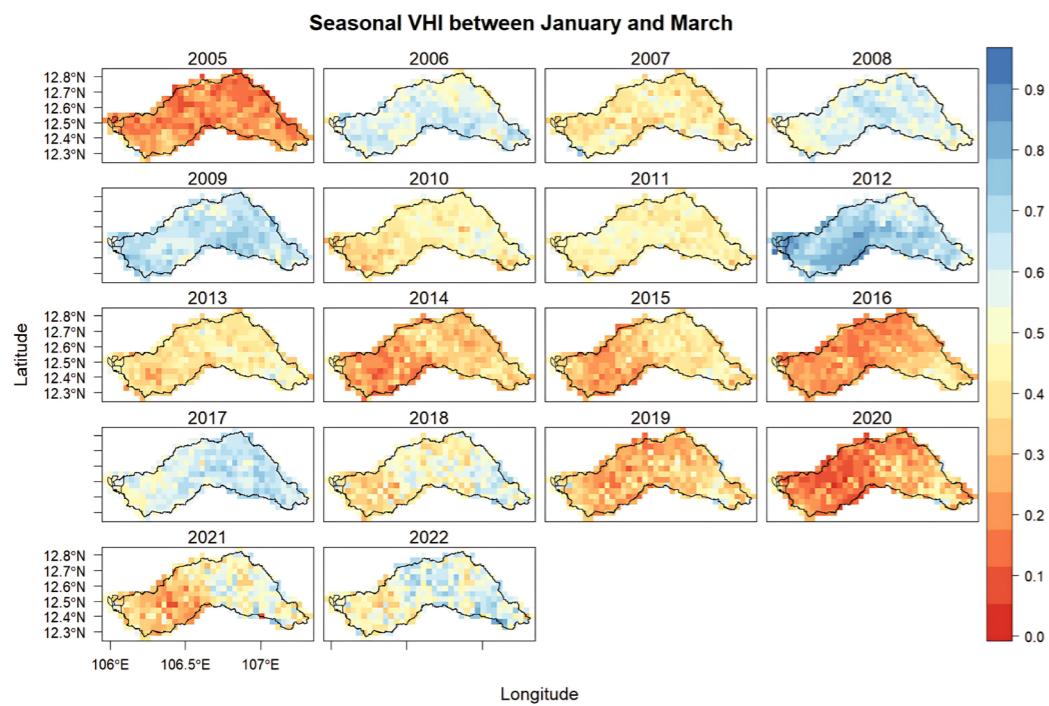 Seasonal VHI between January and March
2005 2006 2007 2008
12.8°N
12.7°N
12.6°N
12.5°N
12.4°N
12.3°N
2009 2010 2011 2012
2013 2014 2015 2016
12.8°N
12.7°N
12.6°N
12.5°N
12.4°N
12.3°N
2017 2018 2019 2020
2021 2022
12.8°N
12.7°N
12.6°N
12.5°N
12.4°N
12.3°N
106°E 106.5°E 107°E
Latitude
Longitude
0.9
0.8
0.7
0.6
0.5
0.4
0.3
0.2
0.1
0.0